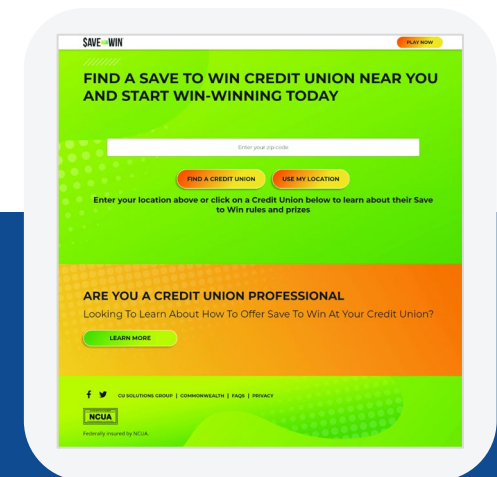 $AVE TO WIN
PLAY NOW
FIND A SAVE TO WIN CREDIT UNION NEAR YOU
AND START WIN-WINNING TODAY
Enter your zip code
FIND A CREDIT UNION
USE MY LOCATION
Enter your location above or click on a Credit Union below to learn about their Save
to Win rules and prizes
ARE YOU A CREDIT UNION PROFESSIONAL
Looking To Learn About How To Offer Save To Win At Your Credit Union?
LEARN MORE
CU SOLUTIONS GROUP | COMMONWEALTH | FAQS | PRIVACY
NCUA
Federally insured by NCUA.